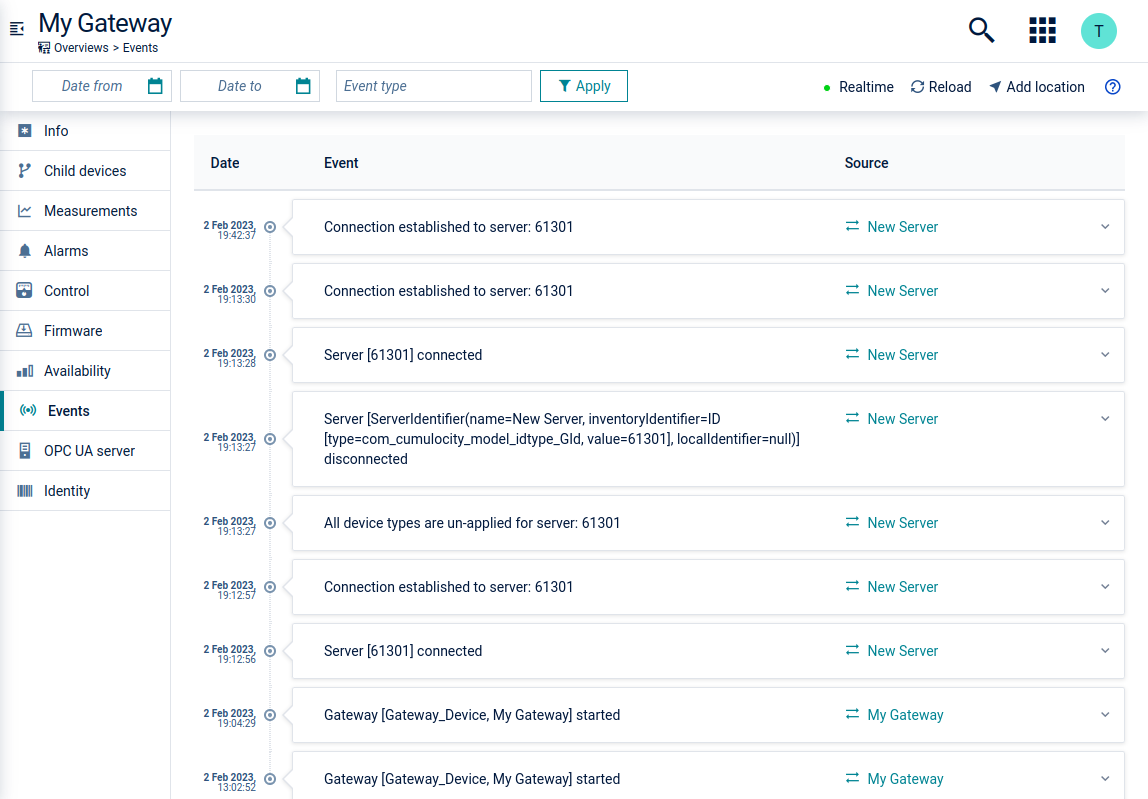 My Gateway
Overviews > Events
T
Date from
Date to
Event type
Apply
Realtime
Reload
Add location
Info
Child devices
Measurements
Alarms
Control
Firmware
Availability
Events
OPC UA server
Identity
Date Event Source
2 Feb 2023,
19:42:37
Connection established to server: 61301
New Server
2 Feb 2023,
19:13:30
Connection established to server: 61301
New Server
2 Feb 2023,
19:13:28
Server [61301] connected
New Server
2 Feb 2023,
19:13:27
Server [ServerIdentifier(name=New Server, inventoryIdentifier=ID
[type=com_cumulocity_model_idtype_GId, value=61301], localIdentifier=null)]
disconnected
New Server
2 Feb 2023,
19:13:27
All device types are un-applied for server: 61301
New Server
2 Feb 2023,
19:12:57
Connection established to server: 61301
New Server
2 Feb 2023,
19:12:56
Server [61301] connected
New Server
2 Feb 2023,
19:04:29
Gateway [Gateway_Device, My Gateway] started
My Gateway
2 Feb 2023,
13:02:52
Gateway [Gateway_Device, My Gateway] started
My Gateway